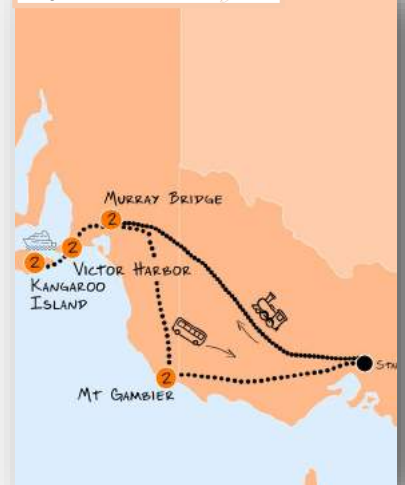 Murray Bridge
2
2
Victor Harbor
2
Kangaroo
Island
2
Mt Gambier